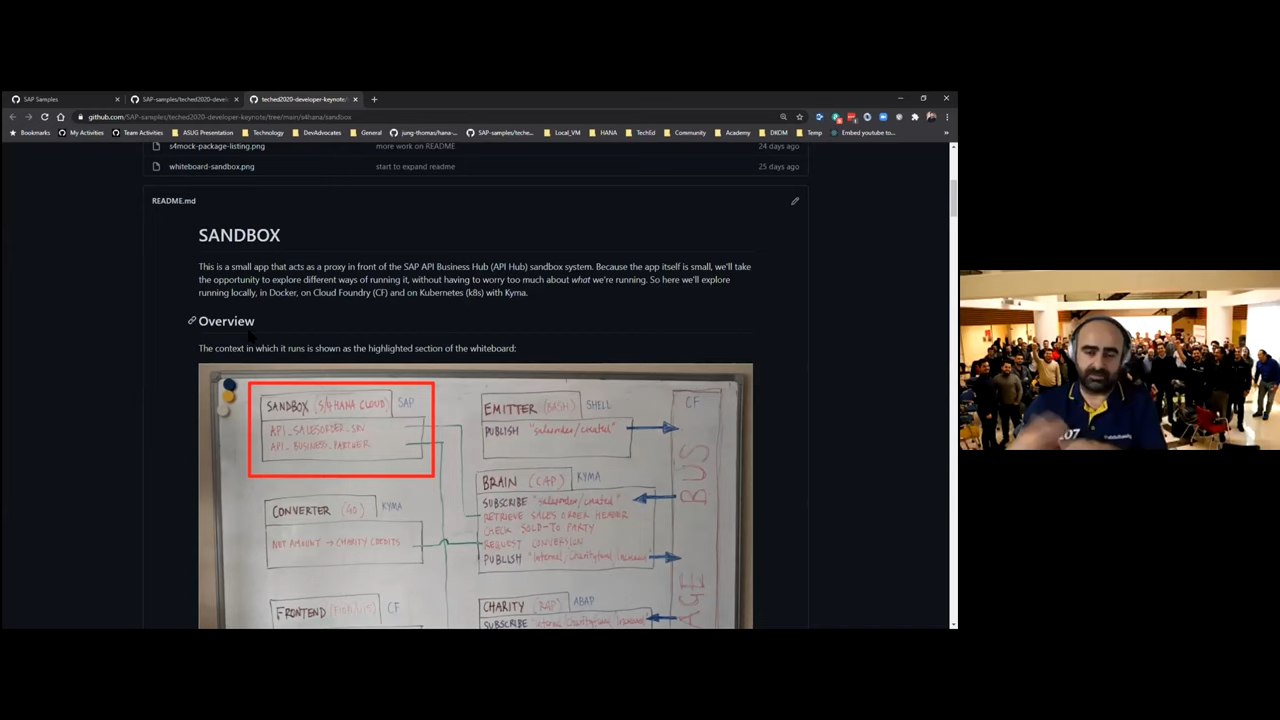 SAP Samples
SAP-samples/teched2020-devel
teched2020-developer-keynote/
github.com/SAP-samples/teched2020-developer-keynote/tree/main/s4hana/sandbox
Bookmarks
My Activities
Team Activities
ASUG Presentation
Technology
DevAdvocates
General
jung-thomas/hana-...
SAP-samples/teche...
Local_VM
HANA
TechEd
Community
Academy
DKOM
Temp
Embed youtube to...
s4mock-package-listing.png
more work on README
24 days ago
whiteboard-sandbox.png
start to expand readme
25 days ago
README.md
SANDBOX
This is a small app that acts as a proxy in front of the SAP API Business Hub (API Hub) sandbox system. Because the app itself is small, we'll take
the opportunity to explore different ways of running it, without having to worry too much about what we're running. So here we'll explore
running locally, in Docker, on Cloud Foundry (CF) and on Kubernetes (k8s) with Kyma.
Overview
The context in which it runs is shown as the highlighted section of the whiteboard:
SANDBOX (S/4HANA CLOUD) SAP
API_SALESORDER_SRV
API_BUSINESS_PARTNER
EMITTER (BASH) SHELL
PUBLISH "salesorder/created"
CF
BUS
BRAIN (CAP) KYMA
SUBSCRIBE "salesorder/created"
RETRIEVE SALES ORDER HEADER
CHECK SOLD-TO PARTY
REQUEST CONVERSION
PUBLISH "Internal/
CONVERTER (GO) KYMA
NET AMOUNT → CHARITY CREDITS
FRONTEND CF
CHARITY (RAP) ABAP
SUBSCRIBE
AGE